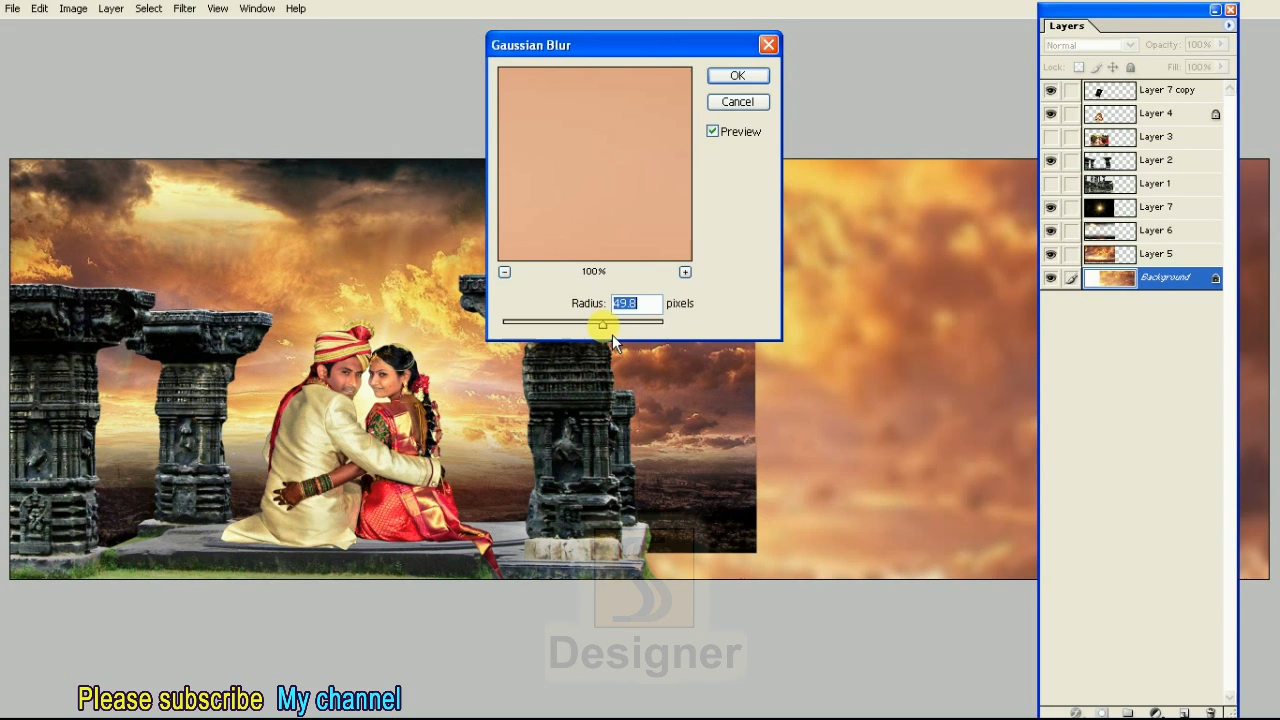 File Edit Image Layer Select Filter View Window Help
Gaussian Blur
OK
Cancel
Preview
100%
Radius: 49.8 pixels
Layers
Normal Opacity: 100%
Lock: Fill: 100%
Layer 7 copy
Layer 4
Layer 3
Layer 2
Layer 1
Layer 7
Layer 6
Layer 5
Background
Designer
Please subscribe My channel